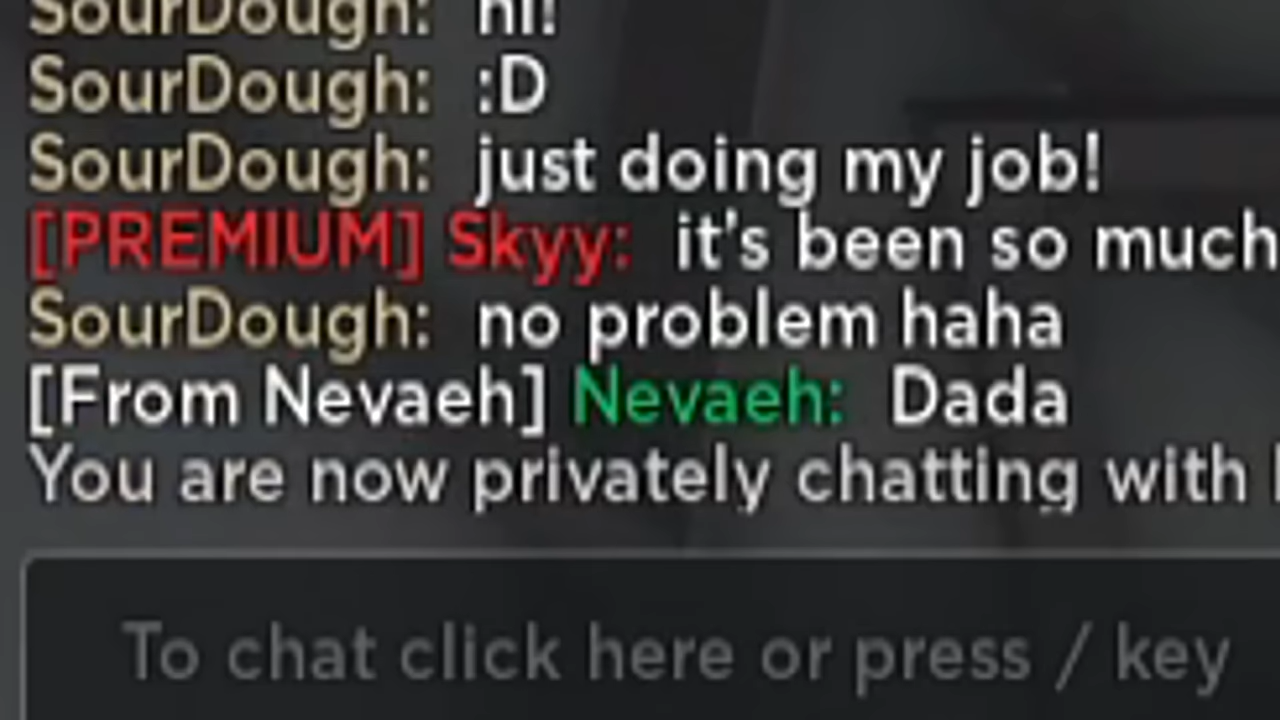 SourDough: hi!
SourDough: :D
SourDough: just doing my job!
[PREMIUM] Skyy: it's been so much
SourDough: no problem haha
[From Nevaeh] Nevaeh: Dada
You are now privately chatting with
To chat click here or press / key